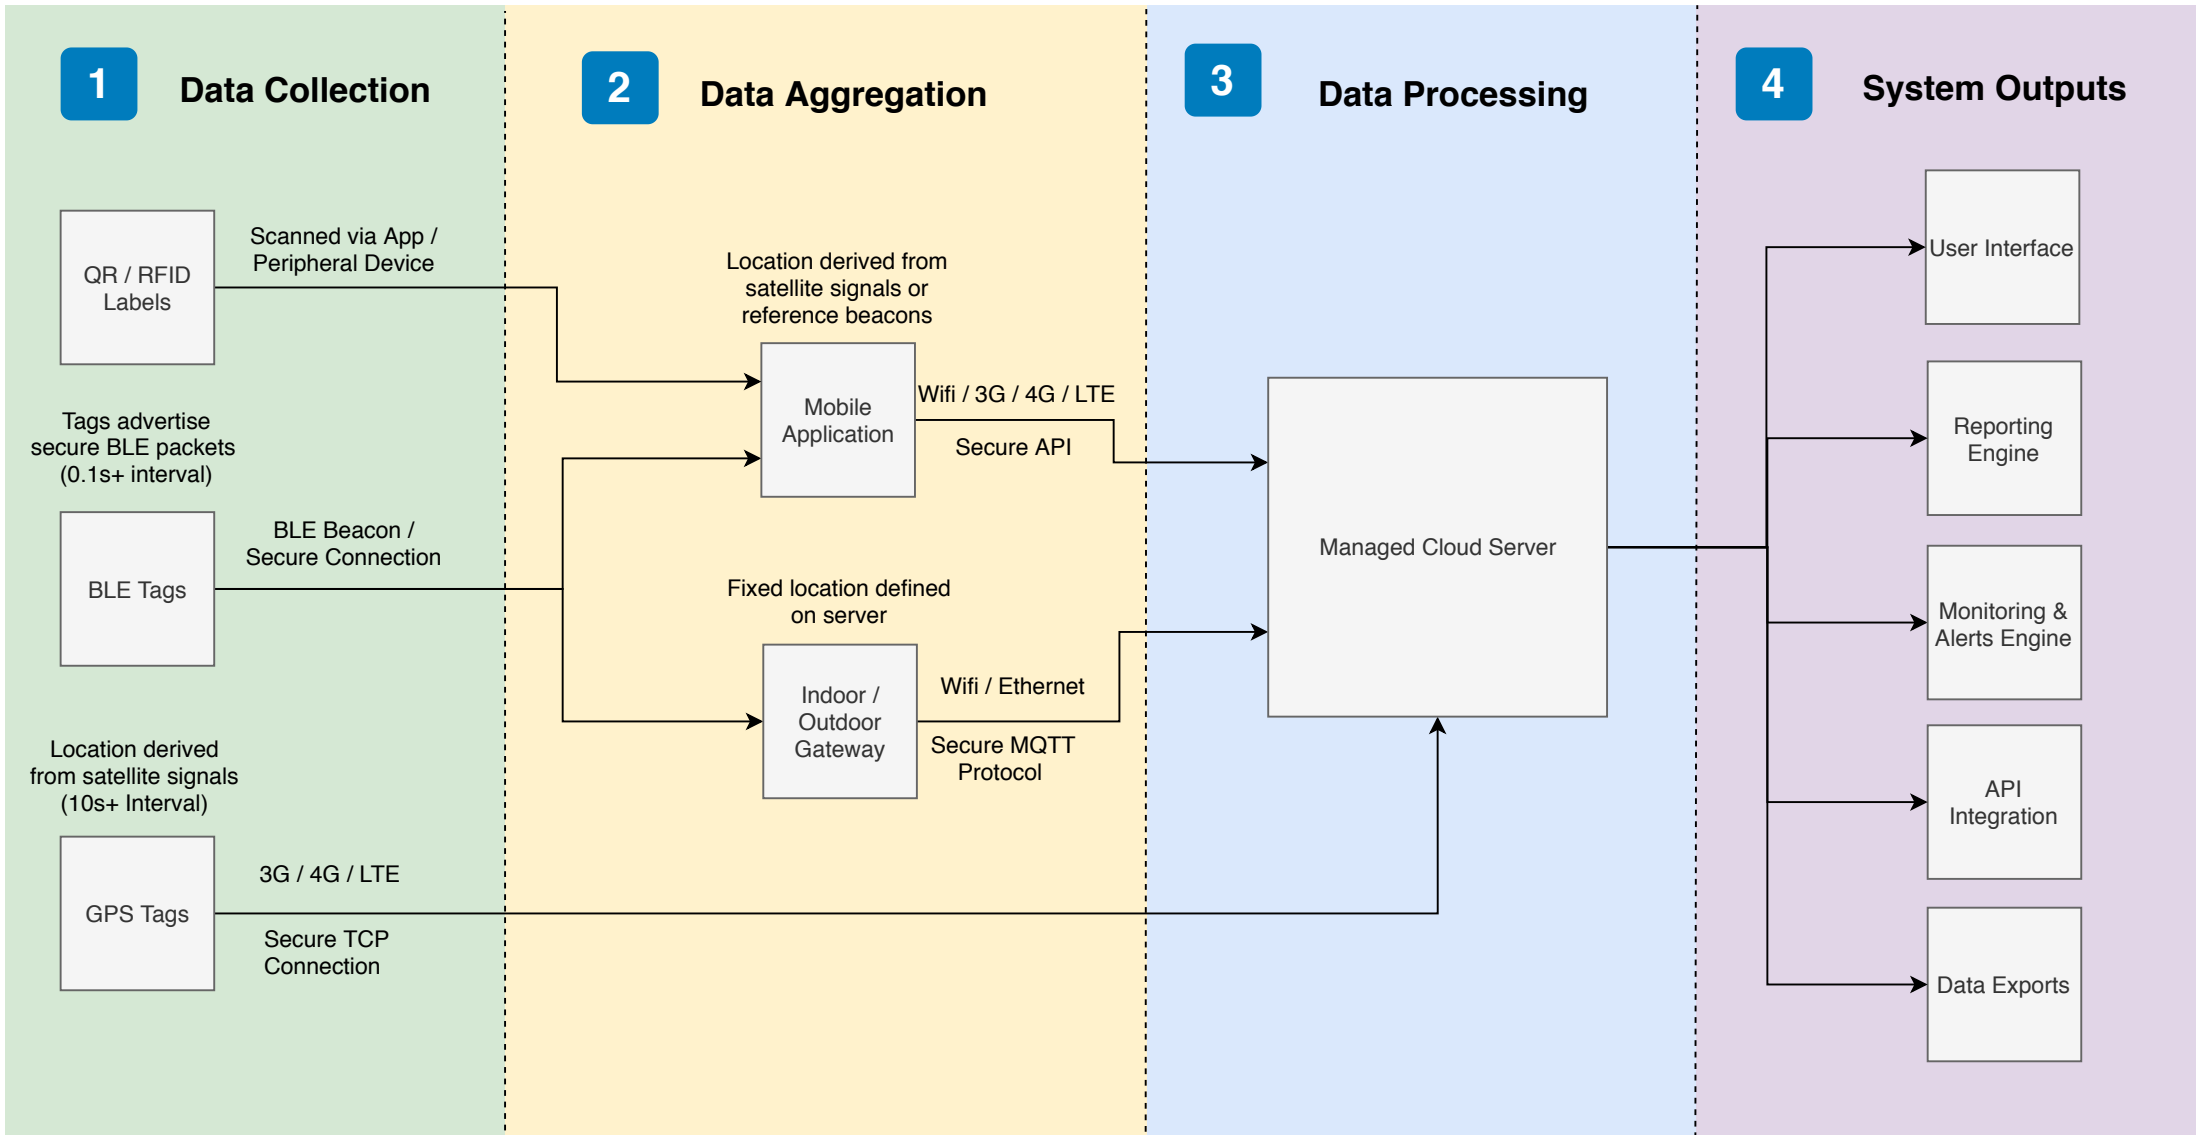 1
Data Collection
2
Data Aggregation
3
Data Processing
4
System Outputs
QR / RFID
Labels
Scanned via App /
Peripheral Device
Tags advertise
secure BLE packets
(0.1s+ interval)
BLE Tags
BLE Beacon /
Secure Connection
Location derived
from satellite signals
(10s+ Interval)
GPS Tags
3G / 4G / LTE
Secure TCP
Connection
Location derived from
satellite signals or
reference beacons
Mobile
Application
Wifi / 3G / 4G / LTE
Secure API
Fixed location defined
on server
Indoor /
Outdoor
Gateway
Wifi / Ethernet
Secure MQTT
Protocol
Managed Cloud Server
User Interface
Reporting
Engine
Monitoring &
Alerts Engine
API
Integration
Data Exports